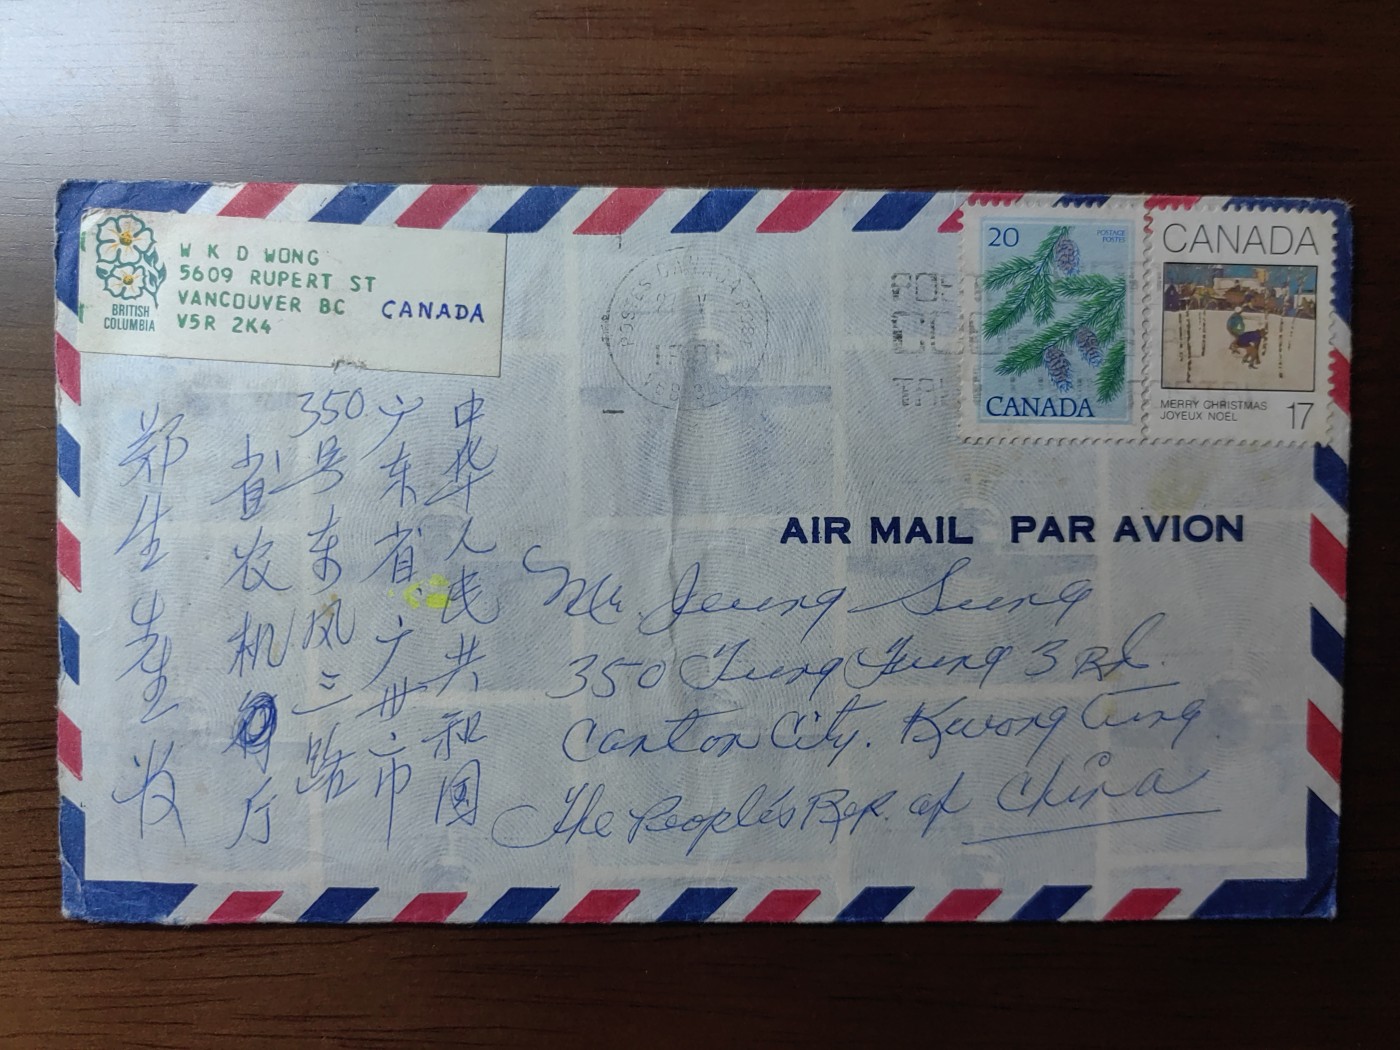 W K D WONG
5609 RUPERT ST
VANCOUVER BC
V5R 2K4
CANADA
BRITISH
COLUMBIA
20
POSTAGE
POSTES
CANADA
CANADA
MERRY CHRISTMAS
JOYEUX NOËL
17
AIR MAIL PAR AVION
Mr. Jeung Sung
350 Tung Fung 3 Rd.
Canton City. Kwong Tung
The People's Rep. of China
中华人民共和国
广东省广州市
350号东风三路
省农机厅
郑生先生收